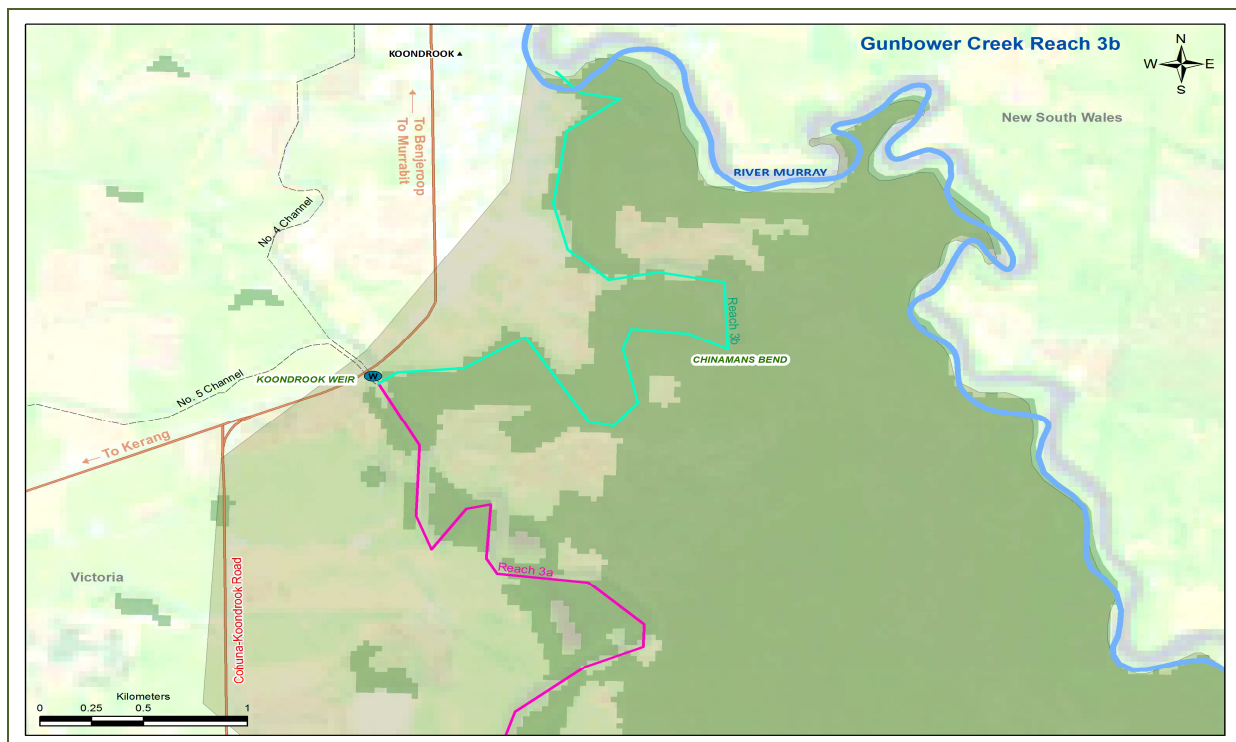 Gunbower Creek Reach 3b
N
W E
S
KOONDROOK
New South Wales
To Benjeroop
To Murrabit
RIVER MURRAY
No. 4 Channel
Reach 3b
CHINAMANS BEND
KOONDROOK WEIR
W
No. 5 Channel
To Kerang
Reach 3a
Victoria
Cohuna-Koondrook Road
Kilometers
0 0.25 0.5 1